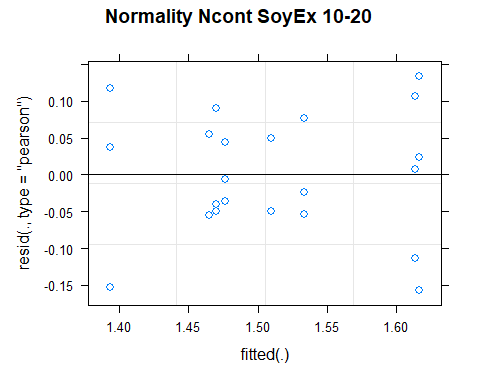 Normality Ncont SoyEx 10-20
resid(., type = "pearson")
0.10
0.05
0.00
-0.05
-0.10
-0.15
1.40 1.45 1.50 1.55 1.60
fitted(.)